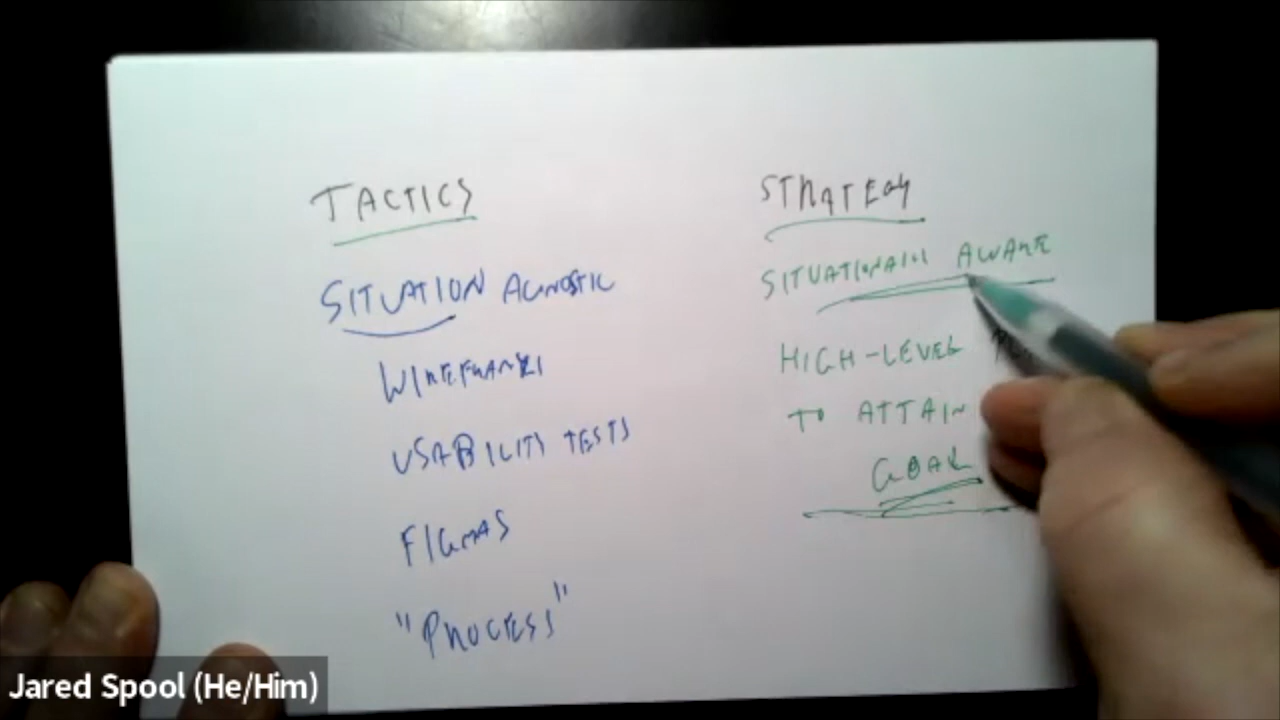 TACTICS
SITUATION AGNOSTIC
WIREFRAMES
USABILITY TESTS
FIGMAS
"PROCESS"
STRATEGY
SITUATIONALLY AWARE
HIGH-LEVEL
TO ATTAIN
GOAL
Jared Spool (He/Him)